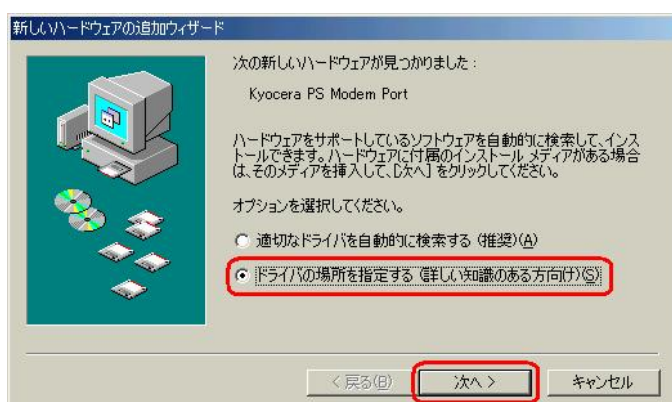 新しいハードウェアの追加ウィザード
次の新しいハードウェアが見つかりました :
Kyocera PS Modem Port
ハードウェアをサポートしているソフトウェアを自動的に検索して、インス
トールできます。ハードウェアに付属のインストール メディアがある場合
は、そのメディアを挿入して、[次へ] をクリックしてください。
オプションを選択してください。
適切なドライバを自動的に検索する (推奨)(A)
ドライバの場所を指定する (詳しい知識のある方向け)(S)
< 戻る(B)
次へ >
キャンセル